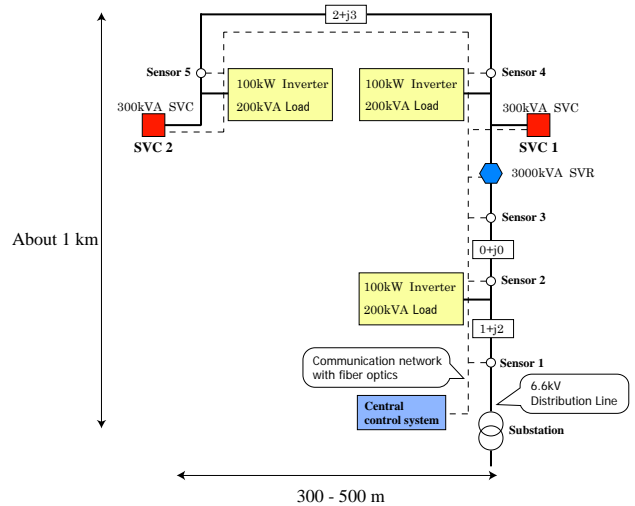 2+j3
Sensor 5
Sensor 4
100kW Inverter
200kVA Load
100kW Inverter
200kVA Load
300kVA SVC
300kVA SVC
SVC 2
SVC 1
3000kVA SVR
Sensor 3
About 1 km
0+j0
Sensor 2
100kW Inverter
200kVA Load
1+j2
Sensor 1
Communication network
with fiber optics
6.6kV
Distribution Line
Central
control system
Substation
300 - 500 m